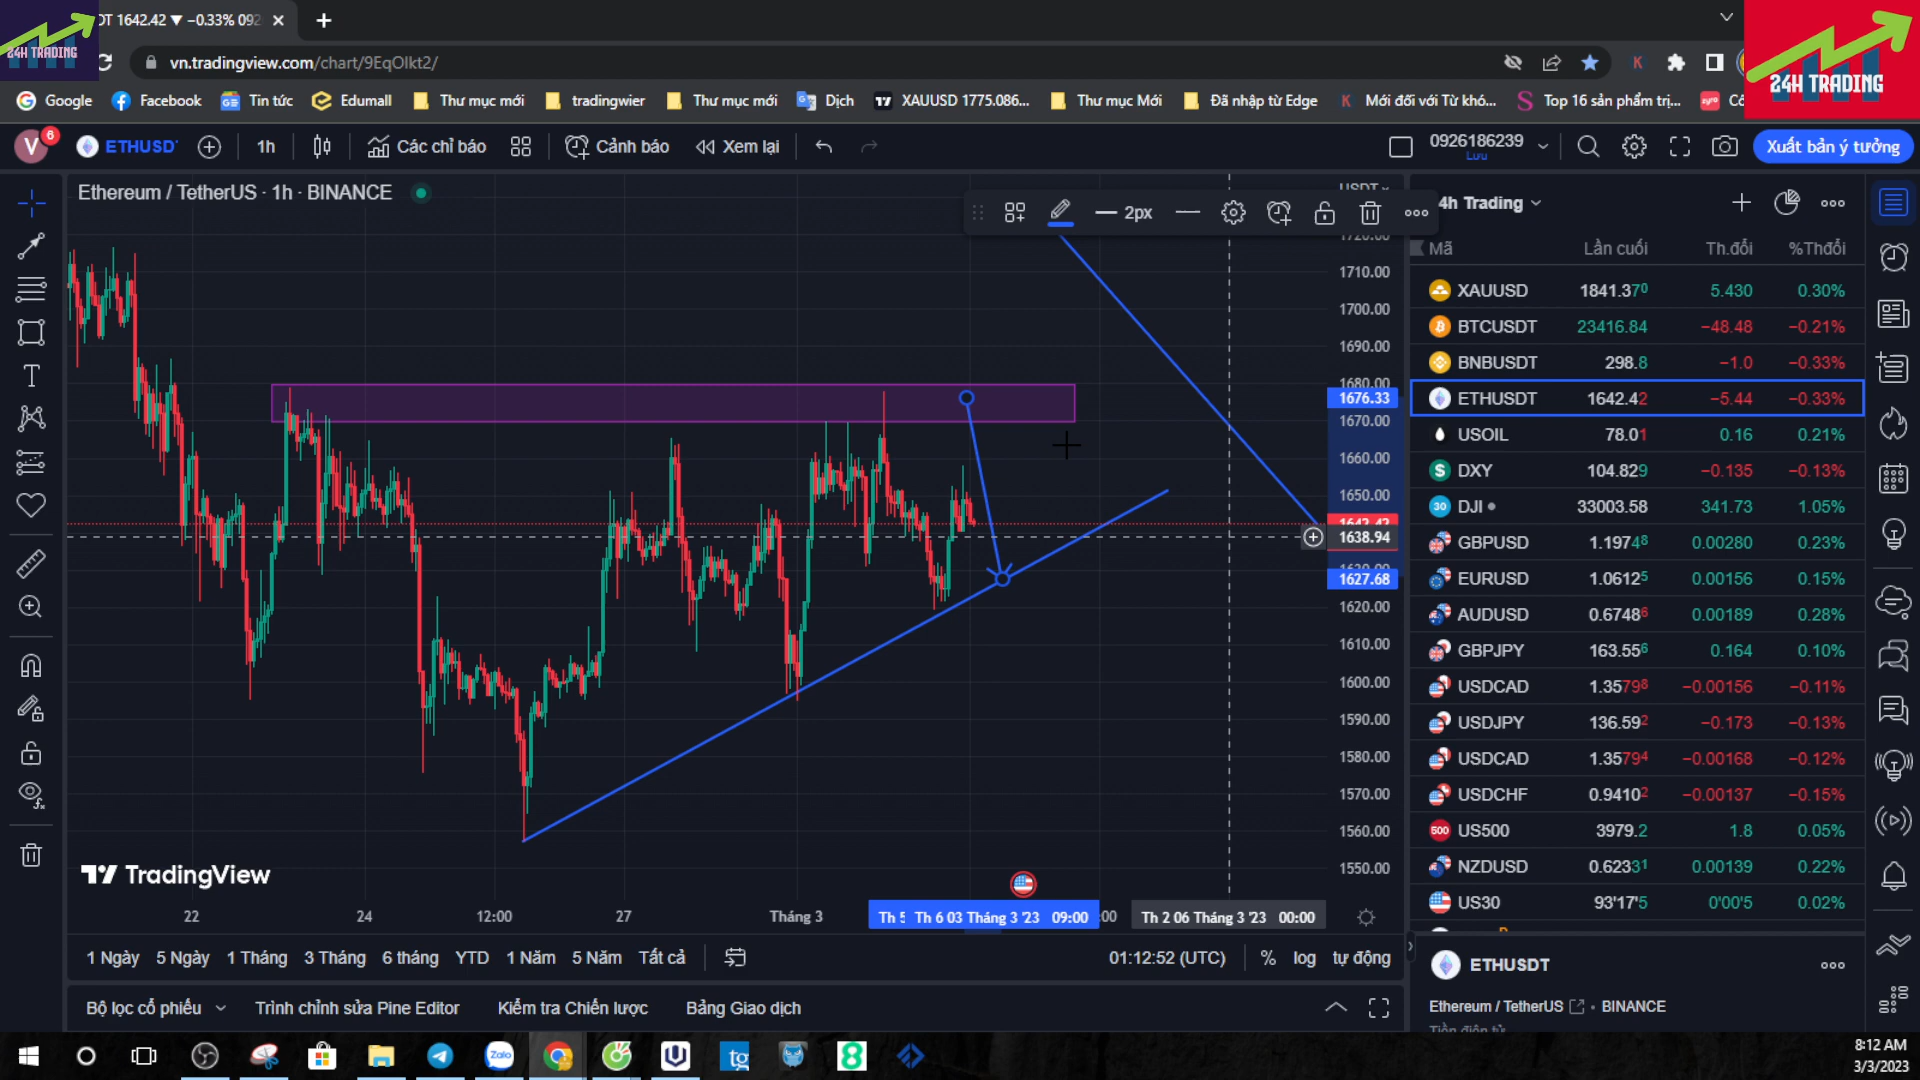 DT 1642.42 ▼ −0.33% 092
24H TRADING
vn.tradingview.com/chart/9EqOlkt2/
24H TRADING
Google
Facebook
Tin tức
Edumall
Thư mục mới
tradingwier
Thư mục mới
Dịch
XAUUSD 1775.086...
Thư mục Mới
Đã nhập từ Edge
Mới đối với Từ khó...
Top 16 sản phẩm trị...
V 6
ETHUSD
1h
Các chỉ báo
Cảnh báo
Xem lại
0926186239
Lưu
Xuất bản ý tưởng
Ethereum / TetherUS · 1h · BINANCE
2px
4h Trading
Mã Lần cuối Th.đổi %Thđổi
XAUUSD 1841.370 5.430 0.30%
BTCUSDT 23416.84 −48.48 −0.21%
BNBUSDT 298.8 −1.0 −0.33%
ETHUSDT 1642.42 −5.44 −0.33%
USOIL 78.01 0.16 0.21%
DXY 104.829 −0.135 −0.13%
DJI 33003.58 341.73 1.05%
GBPUSD 1.19748 0.00280 0.23%
EURUSD 1.06125 0.00156 0.15%
AUDUSD 0.67486 0.00189 0.28%
GBPJPY 163.556 0.164 0.10%
USDCAD 1.35798 −0.00156 −0.11%
USDJPY 136.592 −0.173 −0.13%
USDCAD 1.35794 −0.00168 −0.12%
USDCHF 0.94102 −0.00137 −0.15%
US500 3979.2 1.8 0.05%
NZDUSD 0.62331 0.00139 0.22%
US30 93'17'5 0'00'5 0.02%
1710.00
1700.00
1690.00
1680.00
1676.33
1670.00
1660.00
1650.00
1642.42
1638.94
1627.68
1620.00
1610.00
1600.00
1590.00
1580.00
1570.00
1560.00
1550.00
TradingView
22 24 12:00 27 Tháng 3 Th 5 Th 6 03 Tháng 3 '23 09:00 :00 Th 2 06 Tháng 3 '23 00:00
1 Ngày 5 Ngày 1 Tháng 3 Tháng 6 tháng YTD 1 Năm 5 Năm Tất cả
01:12:52 (UTC) % log tự động
Bộ lọc cổ phiếu
Trình chỉnh sửa Pine Editor
Kiểm tra Chiến lược
Bảng Giao dịch
ETHUSDT
Ethereum / TetherUS · BINANCE
Tiền điện tử
Zalo
tg
8:12 AM
3/3/2023